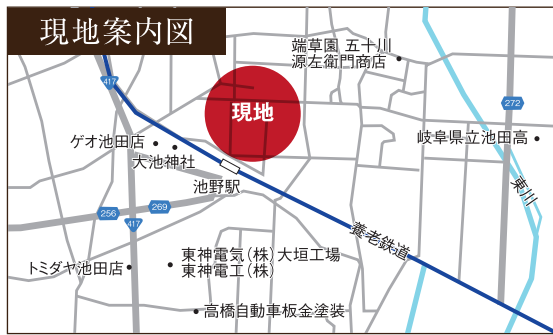 現地案内図
端草園 五十川
源左衛門商店
417
272
現地
ゲオ池田店
大池神社
岐阜県立池田高
池野駅
東川
256
269
417
養老鉄道
トミダヤ池田店
東神電気(株)大垣工場
東神電工(株)
高橋自動車板金塗装